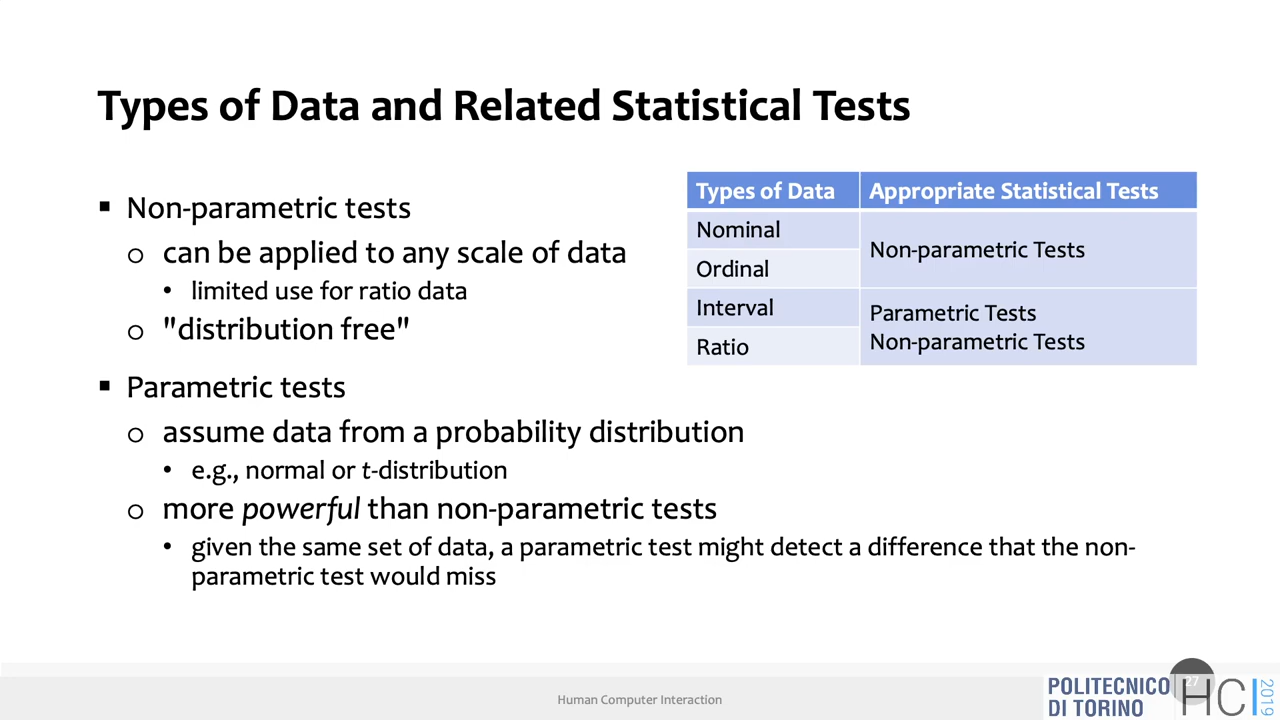 Types of Data and Related Statistical Tests
▪ Non-parametric tests
o can be applied to any scale of data
• limited use for ratio data
o "distribution free"
▪ Parametric tests
o assume data from a probability distribution
• e.g., normal or t-distribution
o more powerful than non-parametric tests
• given the same set of data, a parametric test might detect a difference that the non-
parametric test would miss
Types of Data Appropriate Statistical Tests
Nominal
Non-parametric Tests
Ordinal
Interval
Parametric Tests
Non-parametric Tests
Ratio
Human Computer Interaction
POLITECNICO
DI TORINO
27
HCI
2019